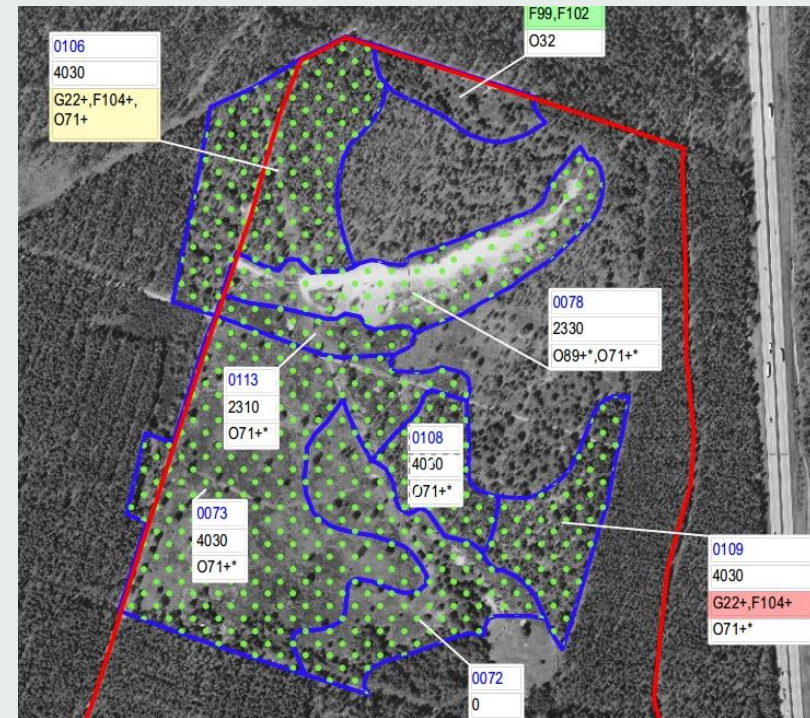 F99,F102
O32
0106
4030
G22+,F104+,
O71+
0078
2330
O89+*,O71+*
0113
2310
O71+*
0108
4030
O71+*
0073
4030
O71+*
0109
4030
G22+,F104+
O71+*
0072
0